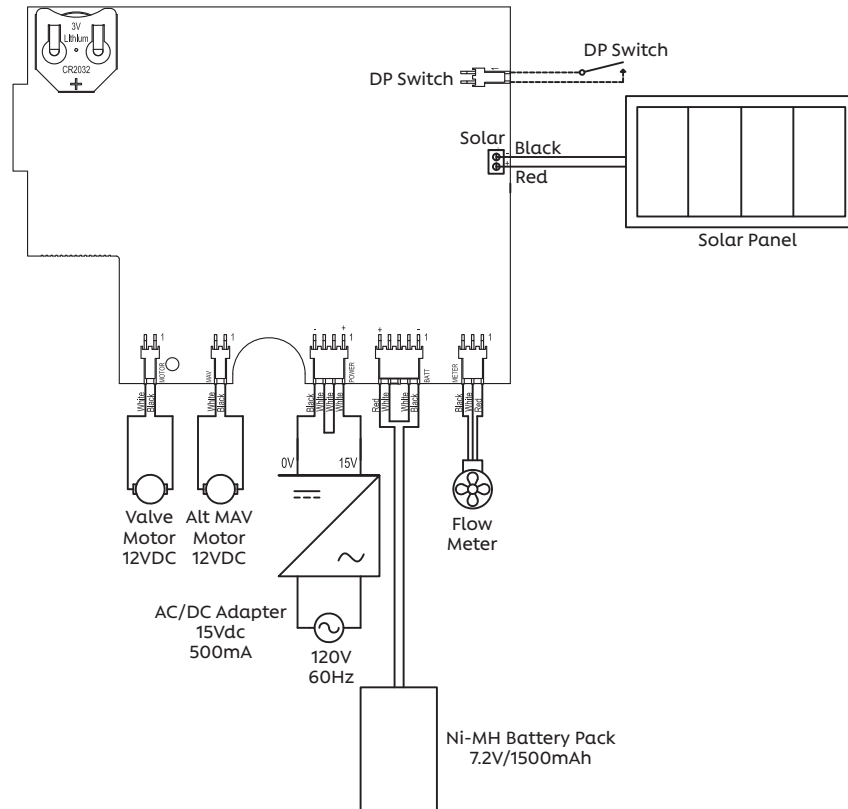 3V
Lithium
CR2032
+
DP Switch
1
DP Switch
Solar
-
+
Black
Red
Solar Panel
1
MOTOR
1
MAV
-
+
1
POWER
+
-
1
BATT
1
METER
White
Black
White
Black
Black
White
White
White
Red
White
White
Black
Black
White
Red
0V
15V
Valve
Motor
12VDC
Alt MAV
Motor
12VDC
Flow
Meter
AC/DC Adapter
15Vdc
500mA
120V
60Hz
Ni-MH Battery Pack
7.2V/1500mAh